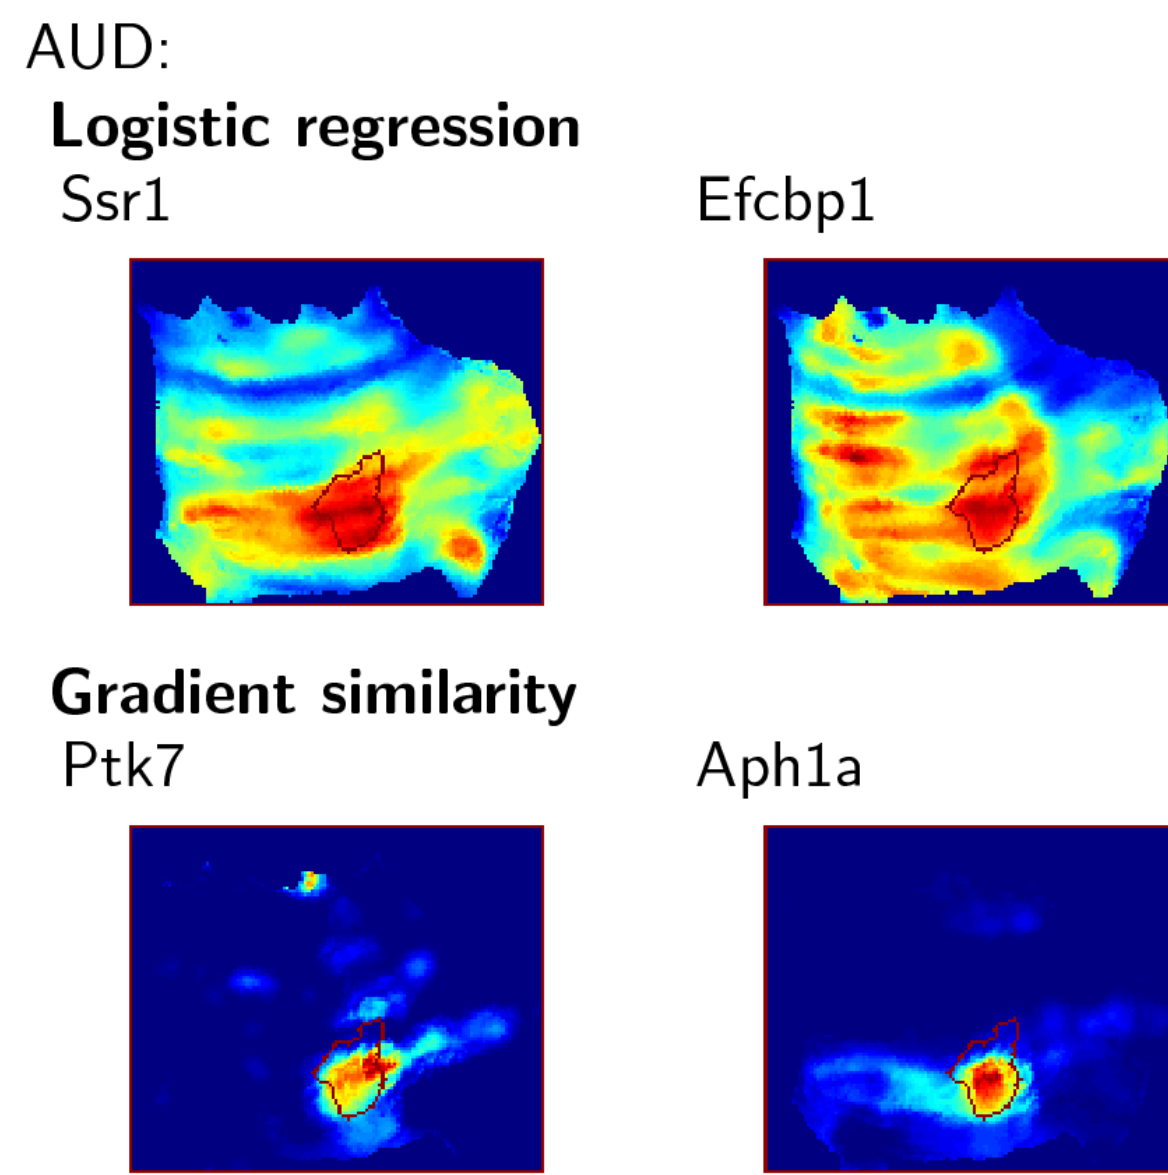 AUD:
Logistic regression
Ssr1 Efcbp1
Gradient similarity
Ptk7 Aph1a